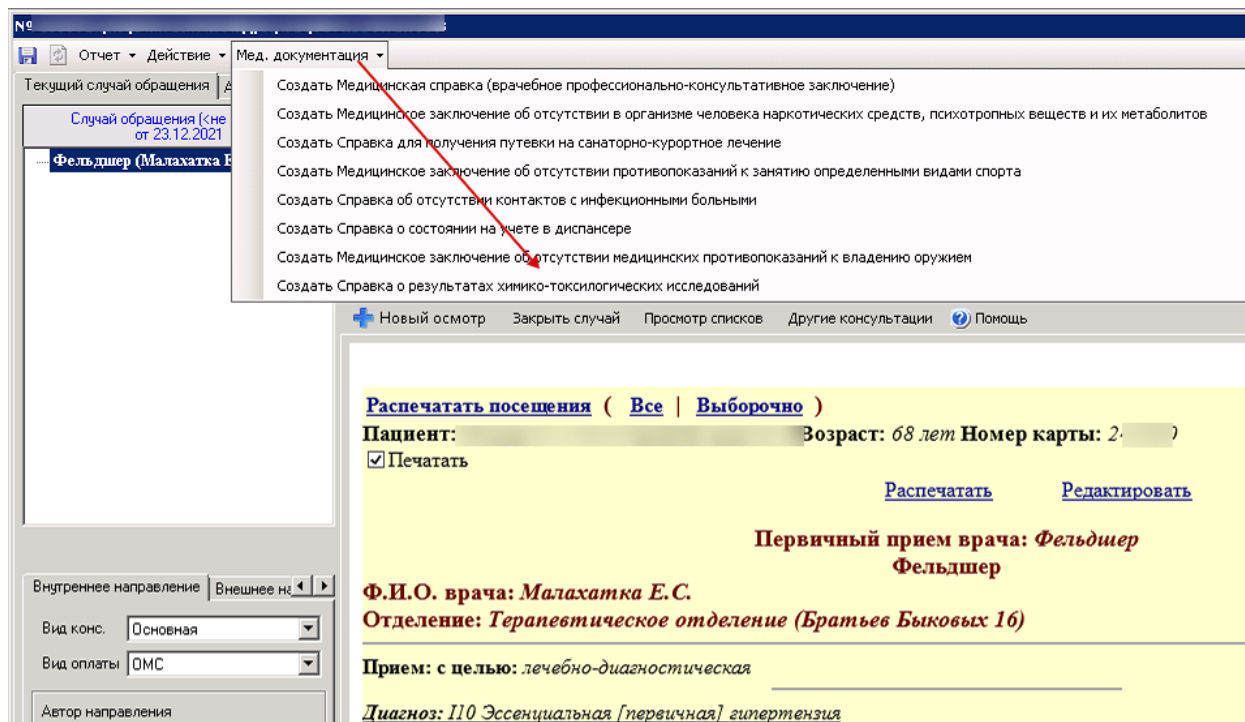 №
Отчет Действие Мед. документация
Текущий случай обращения
Создать Медицинская справка (врачебное профессионально-консультативное заключение)
Случай обращения (<не
от 23.12.2021
Создать Медицинское заключение об отсутствии в организме человека наркотических средств, психотропных веществ и их метаболитов
Создать Справка для получения путевки на санаторно-курортное лечение
Фельдшер (Малахатка Е
Создать Медицинское заключение об отсутствии противопоказаний к занятию определенными видами спорта
Создать Справка об отсутствии контактов с инфекционными больными
Создать Справка о состоянии на учете в диспансере
Создать Медицинское заключение об отсутствии медицинских противопоказаний к владению оружием
Создать Справка о результатах химико-токсилогических исследований
Новый осмотр Закрыть случай Просмотр списков Другие консультации Помощь
Распечатать посещения ( Все | Выборочно )
Пациент: Возраст: 68 лет Номер карты: 2
Печатать
Распечатать Редактировать
Первичный прием врача: Фельдшер
Фельдшер
Ф.И.О. врача: Малахатка Е.С.
Отделение: Терапевтическое отделение (Братьев Быковых 16)
Прием: с целью: лечебно-диагностическая
Диагноз: I10 Эссенциальная [первичная] гипертензия
Внутреннее направление Внешнее на
Вид конс. Основная
Вид оплаты ОМС
Автор направления